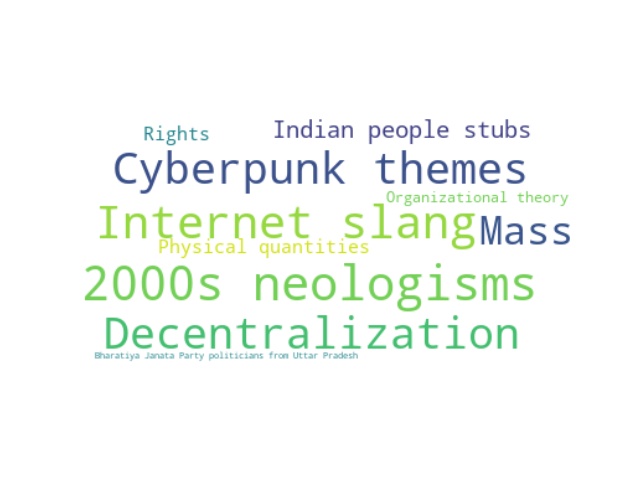 Rights
Indian people stubs
Cyberpunk themes
Organizational theory
Internet slang
Mass
Physical quantities
2000s neologisms
Decentralization
Bharatiya Janata Party politicians from Uttar Pradesh